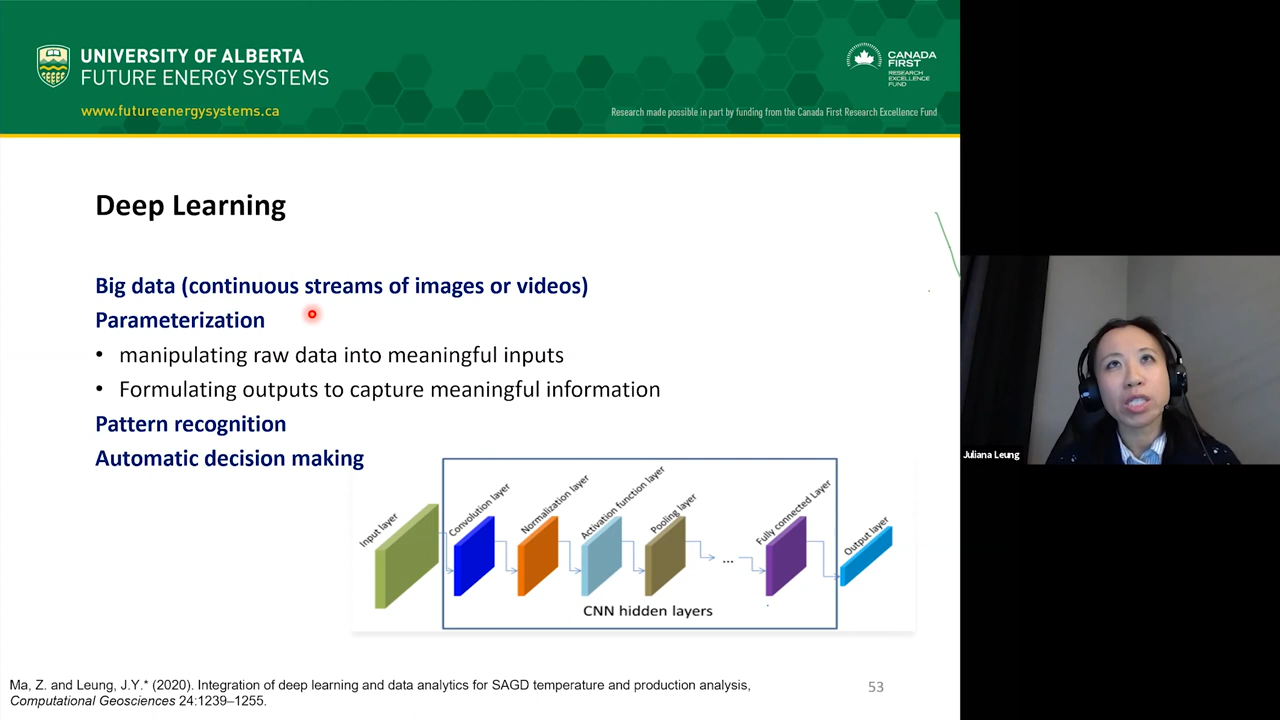 UNIVERSITY OF ALBERTA
FUTURE ENERGY SYSTEMS
www.futureenergysystems.ca
CANADA
FIRST
RESEARCH
EXCELLENCE
FUND
Research made possible in part by funding from the Canada First Research Excellence Fund
Deep Learning
Big data (continuous streams of images or videos)
Parameterization
• manipulating raw data into meaningful inputs
• Formulating outputs to capture meaningful information
Pattern recognition
Automatic decision making
Input layer
Convolution layer
Normalization layer
Activation function layer
Pooling layer
...
Fully connected Layer
Output layer
CNN hidden layers
Ma, Z. and Leung, J.Y.* (2020). Integration of deep learning and data analytics for SAGD temperature and production analysis,
Computational Geosciences 24:1239–1255.
53
Juliana Leung